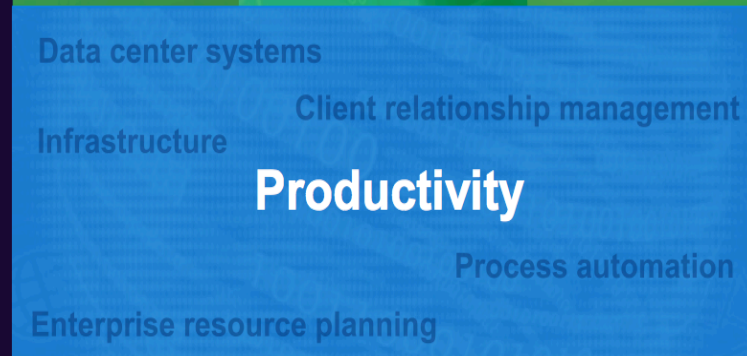 Data center systems
Client relationship management
Infrastructure
Productivity
Process automation
Enterprise resource planning